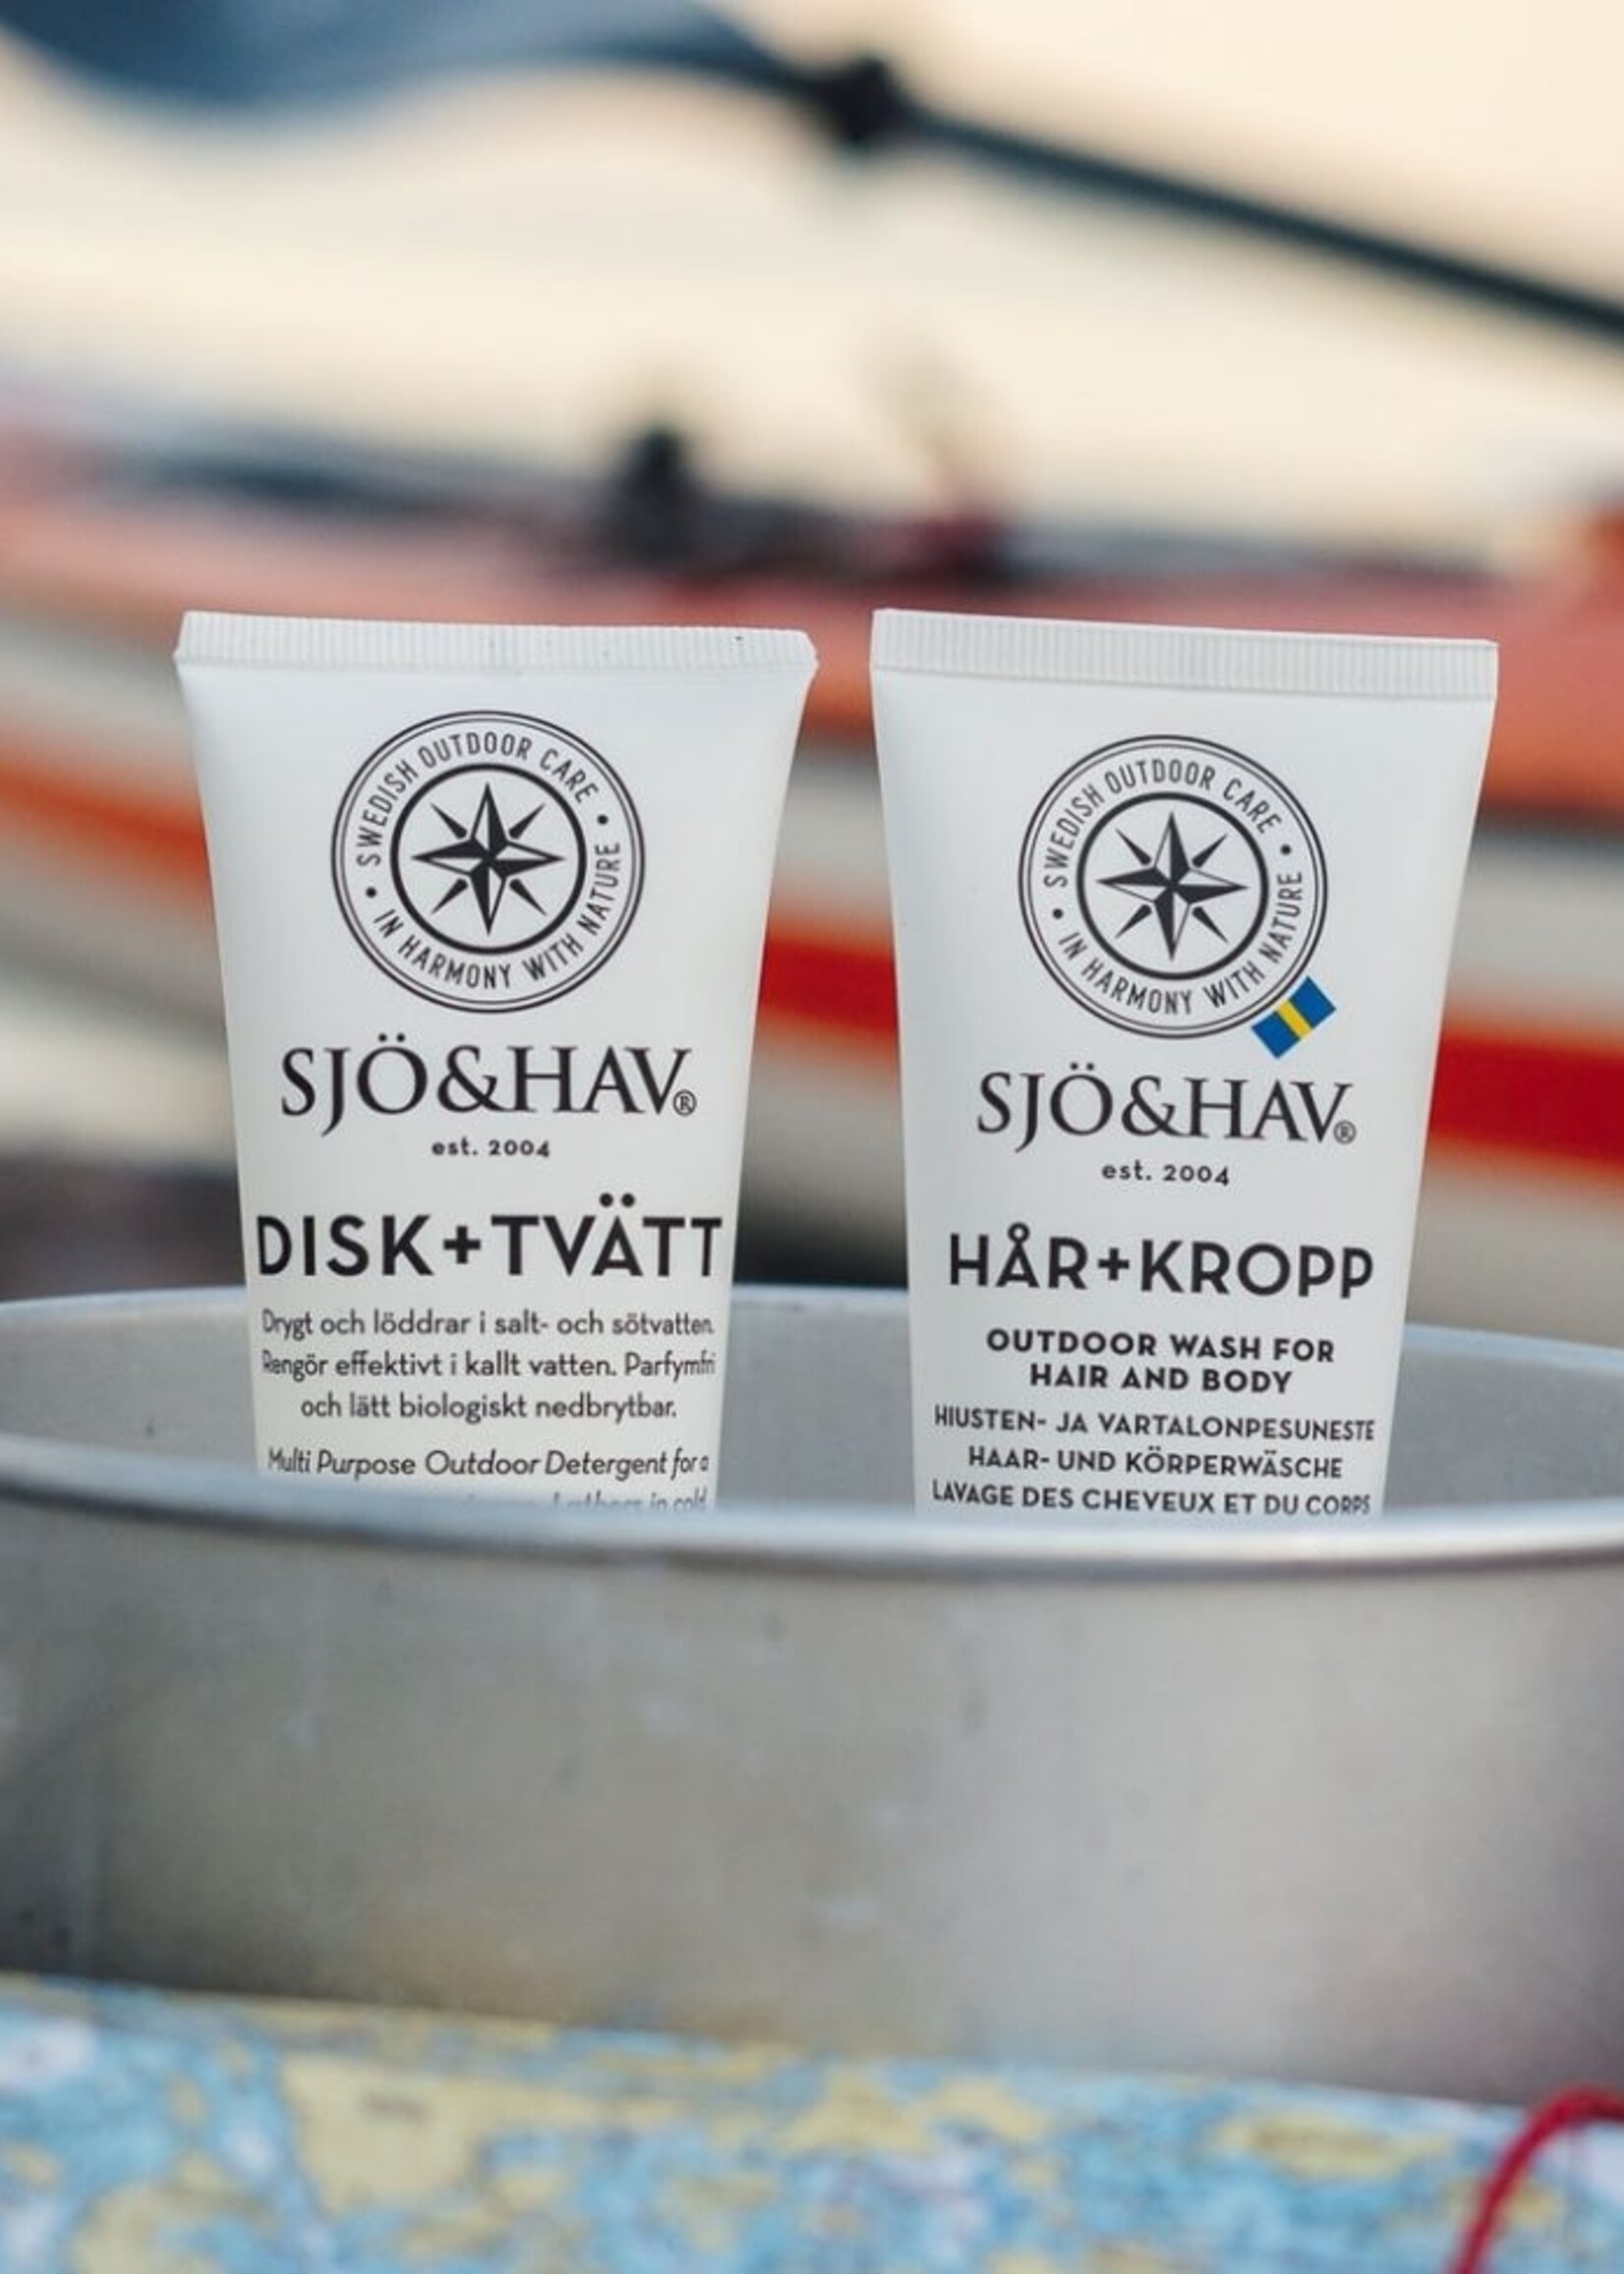 SWEDISH OUTDOOR CARE
IN HARMONY WITH NATURE
SJÖ&HAV®
est. 2004
DISK+TVÄTT
Drygt och löddrar i salt- och sötvatten.
Rengör effektivt i kallt vatten. Parfymfri
och lätt biologiskt nedbrytbar.
Multi Purpose Outdoor Detergent for a
Lathers in cold
SWEDISH OUTDOOR CARE
IN HARMONY WITH NATURE
SJÖ&HAV®
est. 2004
HÅR+KROPP
OUTDOOR WASH FOR
HAIR AND BODY
HIUSTEN- JA VARTALONPESUNESTE
HAAR- UND KÖRPERWÄSCHE
LAVAGE DES CHEVEUX ET DU CORPS